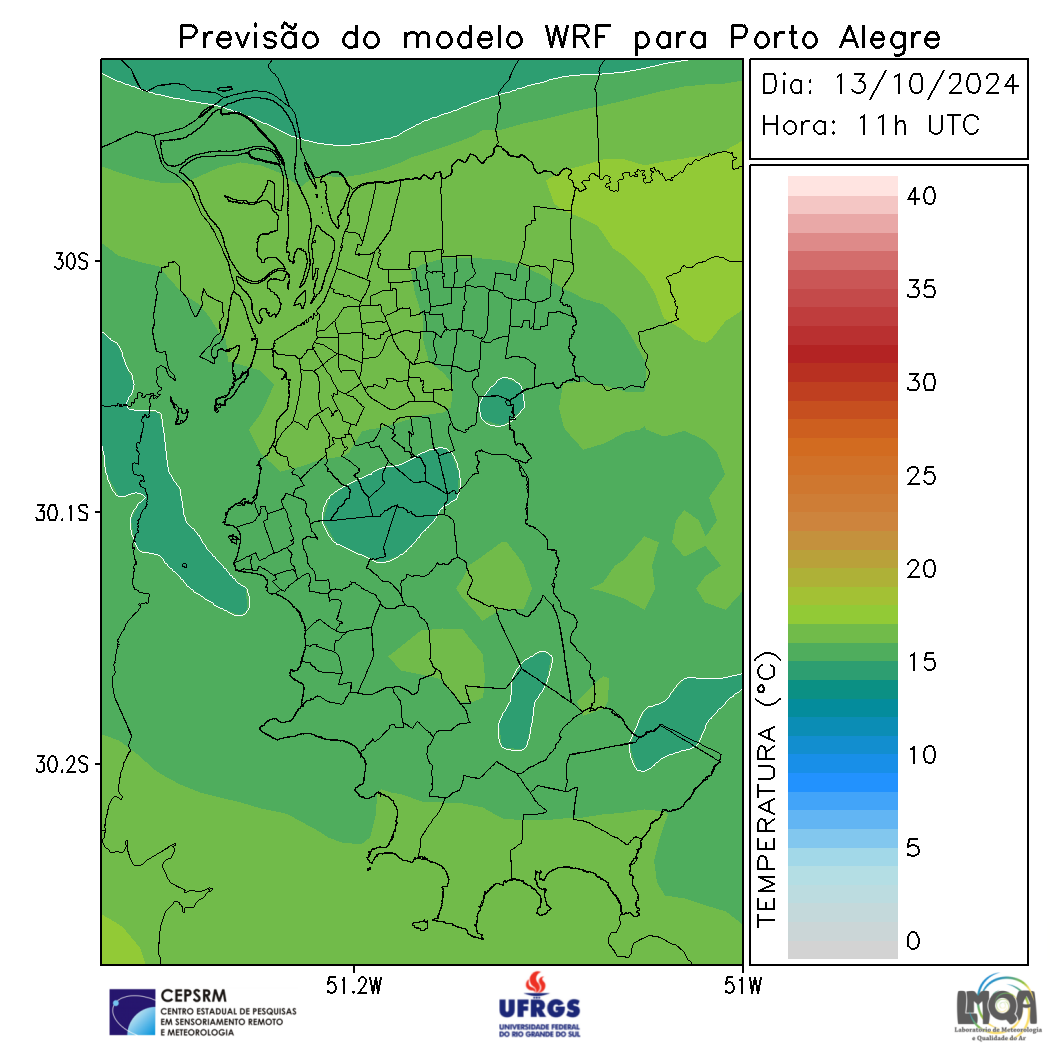 Previsão do modelo WRF para Porto Alegre
Dia: 13/10/2024
Hora: 11h UTC
40
35
30
25
20
15
10
5
0
TEMPERATURA (°C)
30S
30.1S
30.2S
51.2W
51W
CEPSRM
CENTRO ESTADUAL DE PESQUISAS
EM SENSORIAMENTO REMOTO
E METEOROLOGIA
UFRGS
UNIVERSIDADE FEDERAL
DO RIO GRANDE DO SUL
LMQA
Laboratório de Meteorologia
e Qualidade do Ar